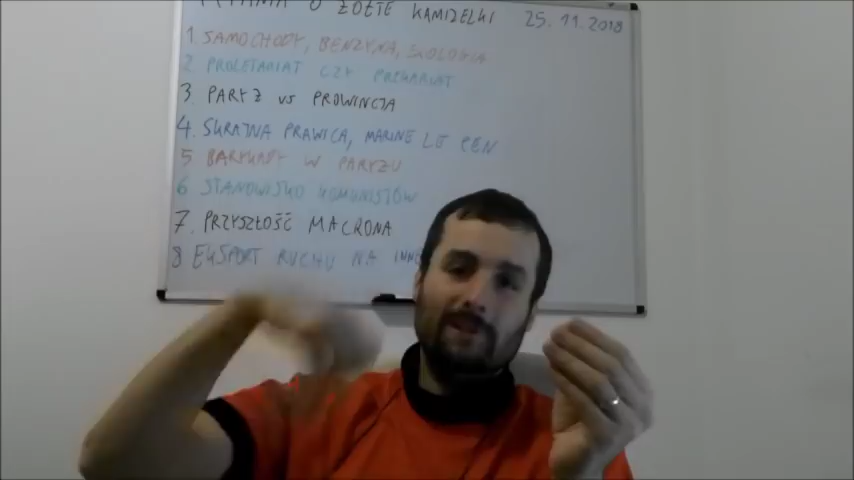 PYTANIA O ŻÓŁTE KAMIZELKI 25.11.2018
1. SAMOCHODY, BENZYNA, EKOLOGIA
2 PROLETARIAT CZY PREKARIAT
3 PARYŻ vs PROWINCJA
4. SKRAJNA PRAWICA, MARINE LE PEN
5 BARYKADY W PARYŻU
6 STANOWISKO KOMUNISTÓW
7. PRZYSZŁOŚĆ MACRONA
8 EKSPORT RUCHU NA INNE